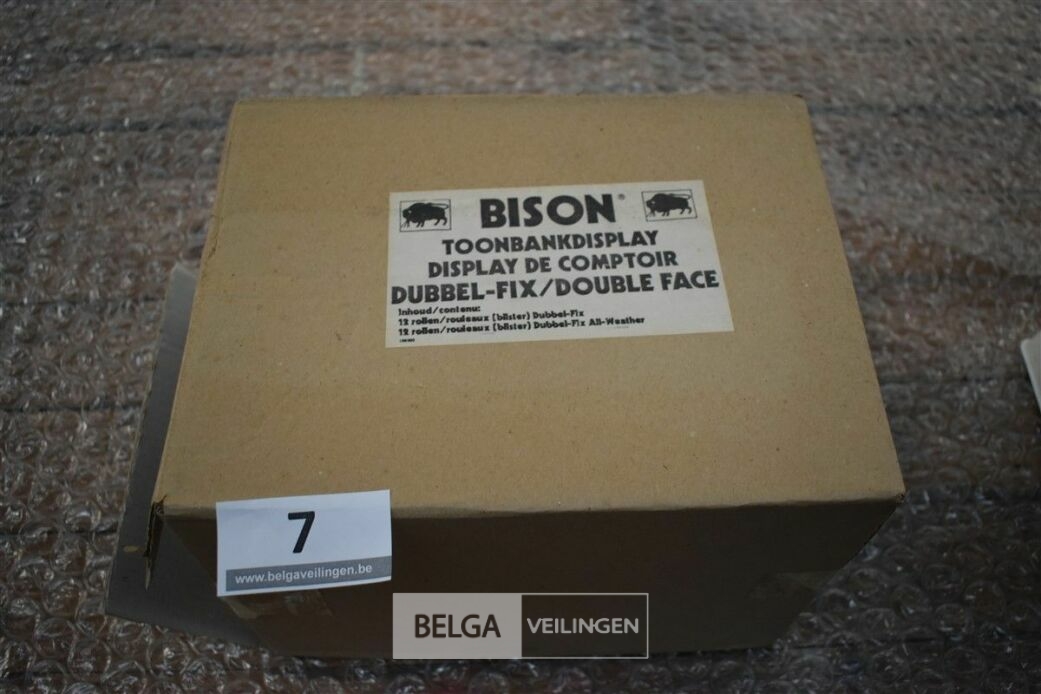 BISON®
TOONBANKDISPLAY
DISPLAY DE COMPTOIR
DUBBEL-FIX/DOUBLE FACE
Inhoud/contenu:
12 rollen/rouleaux (blister) Dubbel-Fix
12 rollen/rouleaux (blister) Dubbel-Fix All-Weather
7
www.belgaveilingen.be
BELGA VEILINGEN